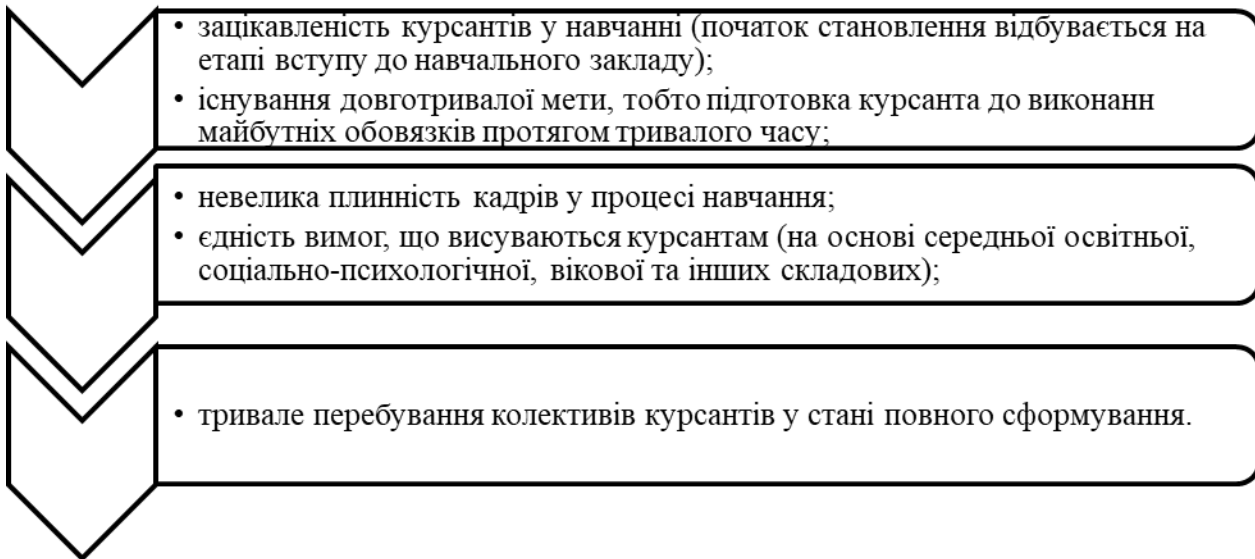 • зацікавленість курсантів у навчанні (початок становлення відбувається на
етапі вступу до навчального закладу);
• існування довготривалої мети, тобто підготовка курсанта до виконанн
майбутніх обовязків протягом тривалого часу;
• невелика плинність кадрів у процесі навчання;
• єдність вимог, що висуваються курсантам (на основі середньої освітньої,
соціально-психологічної, вікової та інших складових);
• тривале перебування колективів курсантів у стані повного сформування.